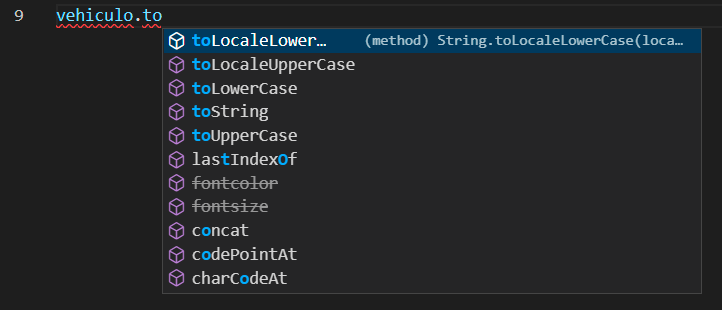 9 vehiculo.to
toLocaleLower… (method) String.toLocaleLowerCase(loca…
toLocaleUpperCase
toLowerCase
toString
toUpperCase
lastIndexOf
fontcolor
fontsize
concat
codePointAt
charCodeAt